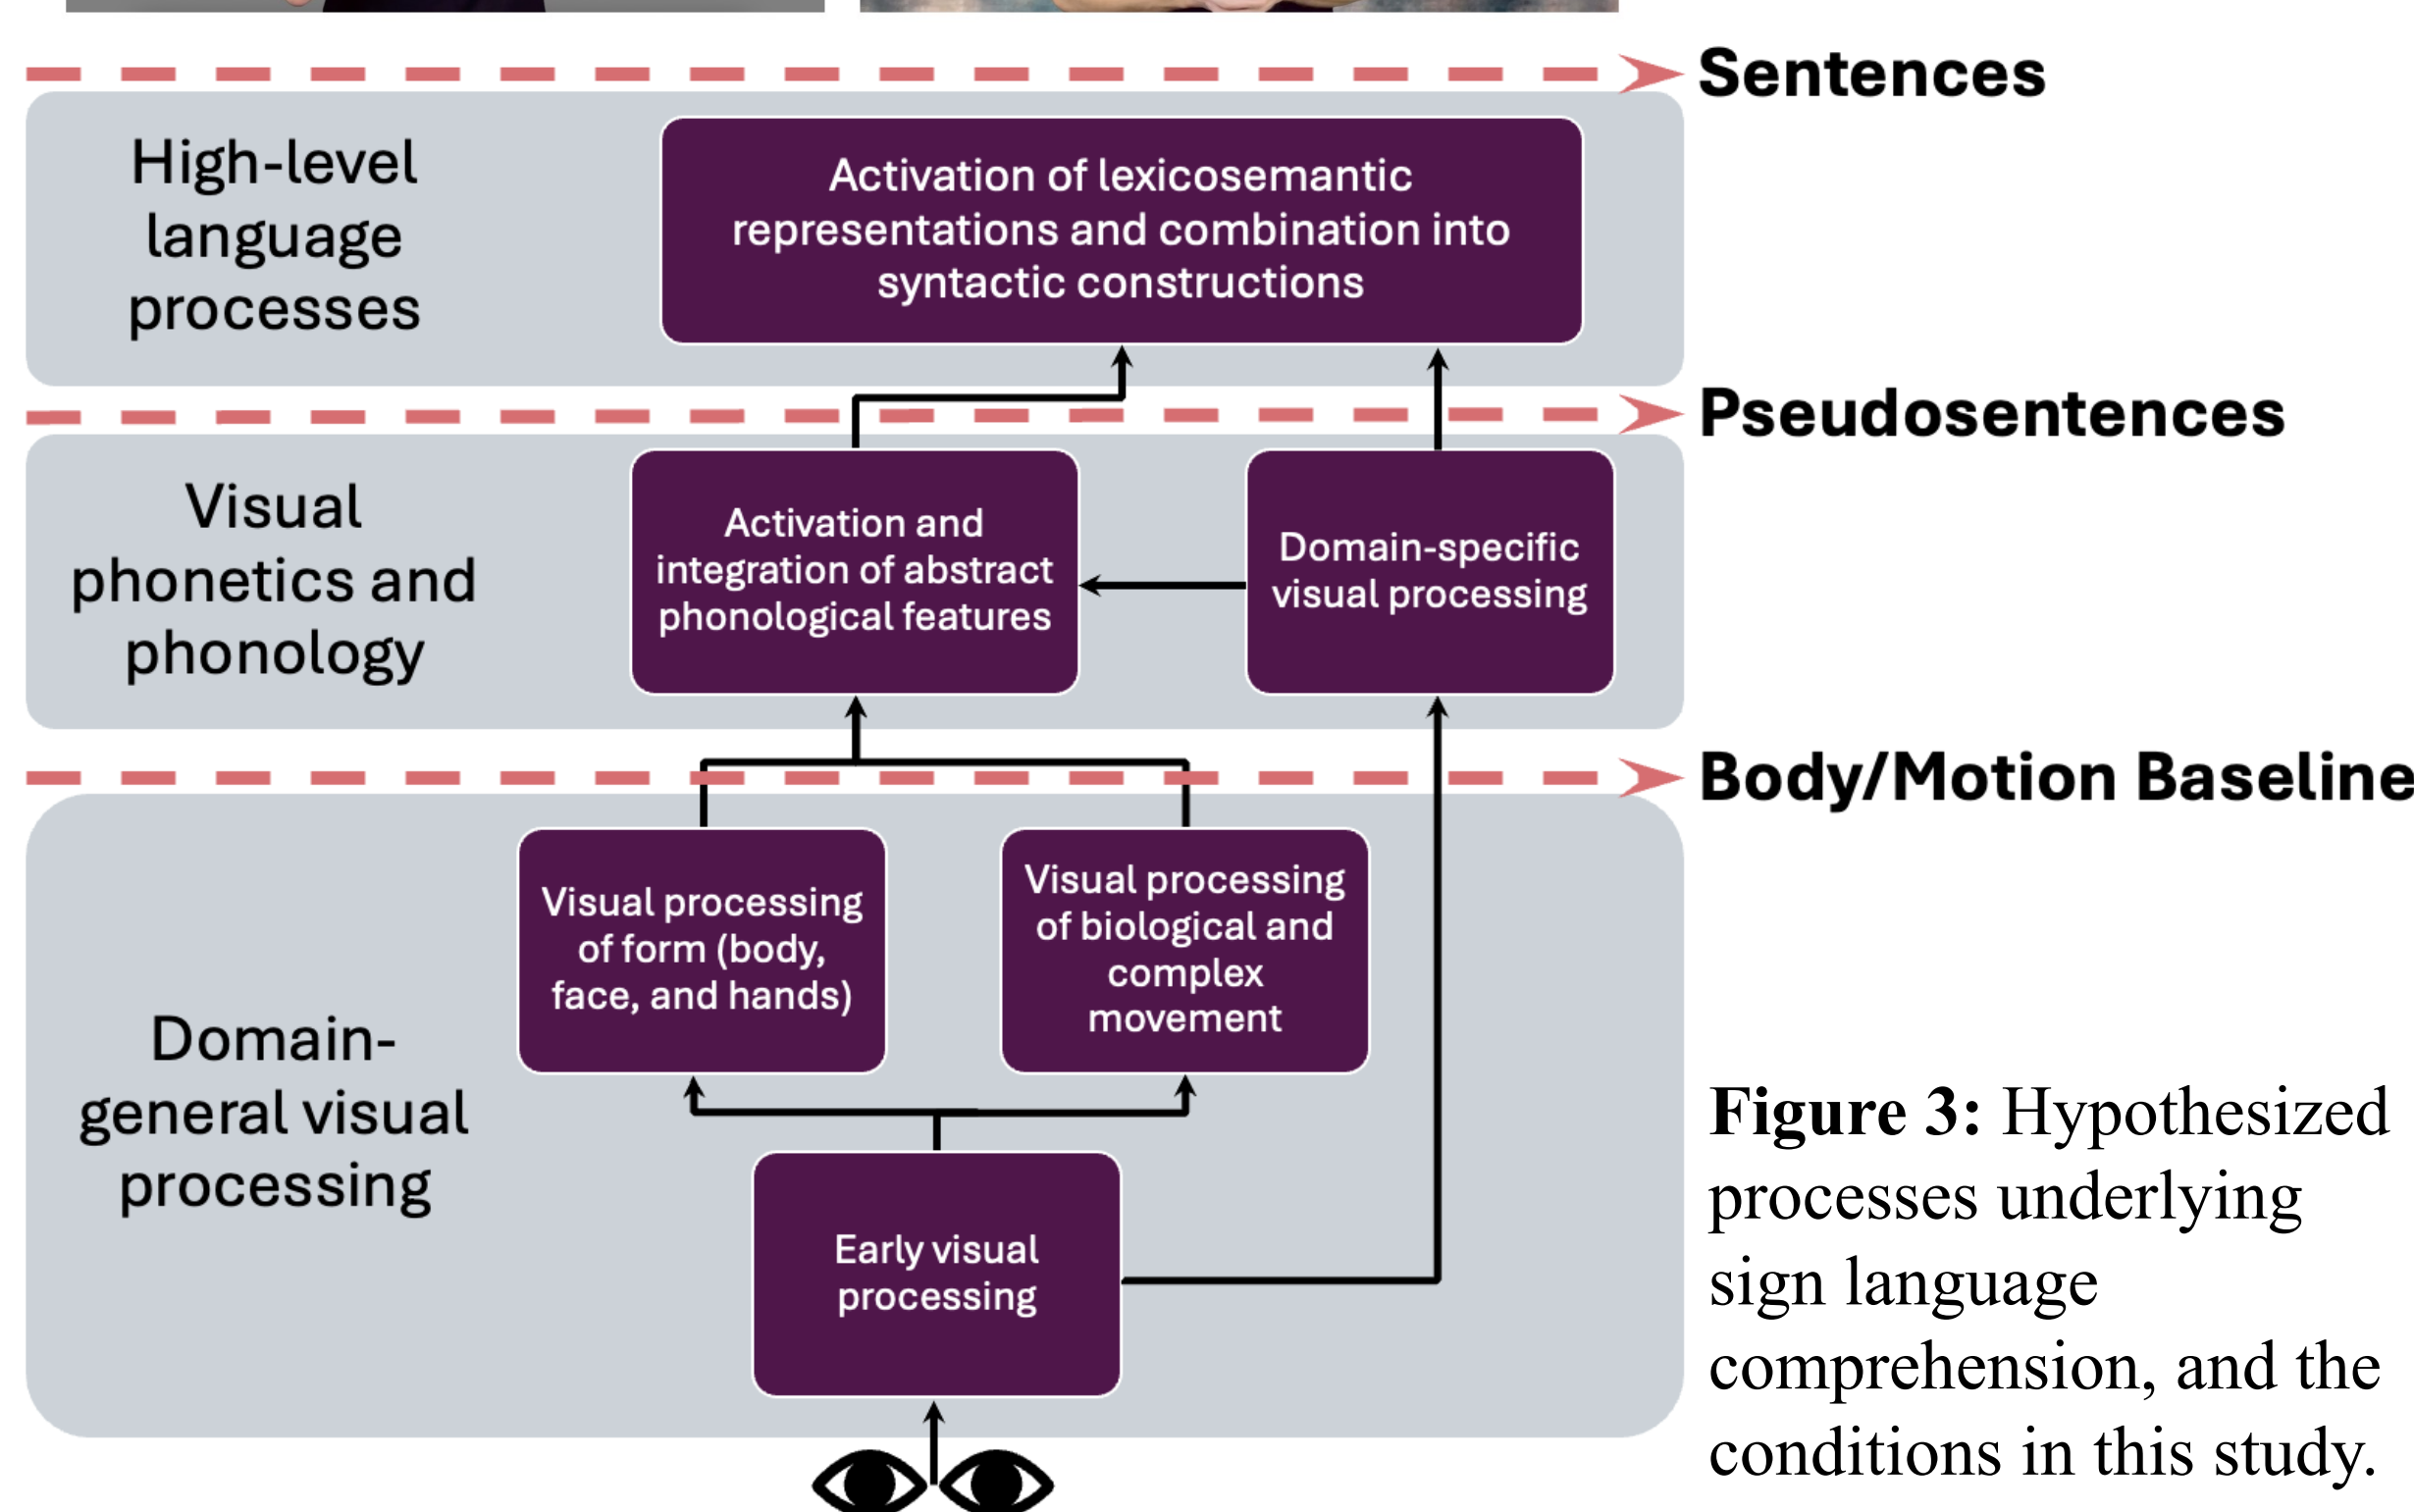 Sentences
High-level
language
processes
Activation of lexicosemantic
representations and combination into
syntactic constructions
Pseudosentences
Visual
phonetics and
phonology
Activation and
integration of abstract
phonological features
Domain-specific
visual processing
Body/Motion Baseline
Domain-
general visual
processing
Visual processing
of form (body,
face, and hands)
Visual processing
of biological and
complex
movement
Early visual
processing
Figure 3: Hypothesized
processes underlying
sign language
comprehension, and the
conditions in this study.